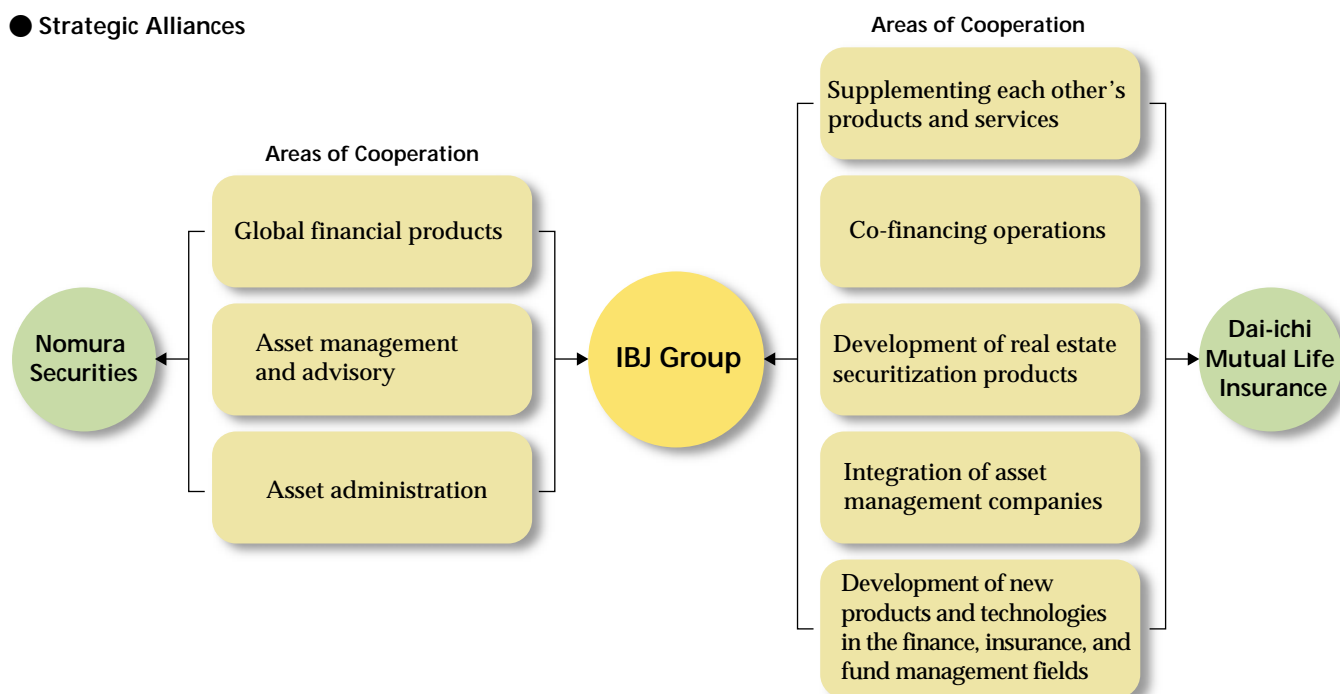 ● Strategic Alliances
Areas of Cooperation
Global financial products
Asset management
and advisory
Asset administration
Nomura
Securities
IBJ Group
Areas of Cooperation
Supplementing each other’s
products and services
Co-financing operations
Development of real estate
securitization products
Integration of asset
management companies
Development of new
products and technologies
in the finance, insurance, and
fund management fields
Dai-ichi
Mutual Life
Insurance